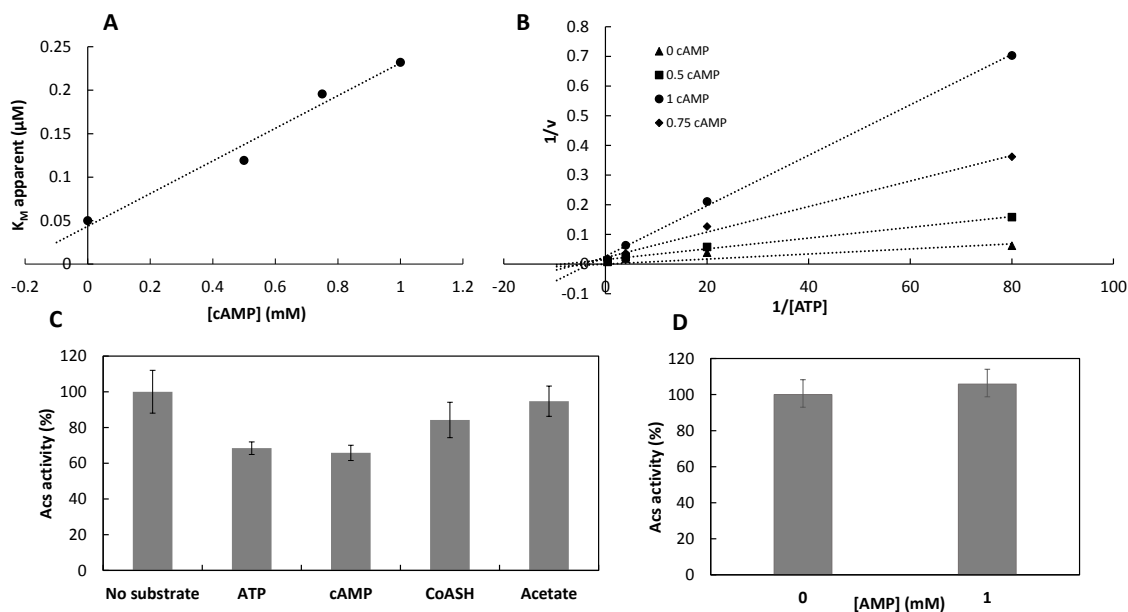 A
0.25
0.2
0.15
0.1
0.05
0
K_M apparent (μM)
-0.2 0 0.2 0.4 0.6 0.8 1 1.2
[cAMP] (mM)
B
0.8
0.7
0.6
0.5
0.4
0.3
0.2
0.1
0
-0.1
1/v
0 cAMP
0.5 cAMP
1 cAMP
0.75 cAMP
-20 0 20 40 60 80 100
1/[ATP]
C
120
100
80
60
40
20
0
Acs activity (%)
No substrate ATP cAMP CoASH Acetate
D
120
100
80
60
40
20
0
Acs activity (%)
0 1
[AMP] (mM)